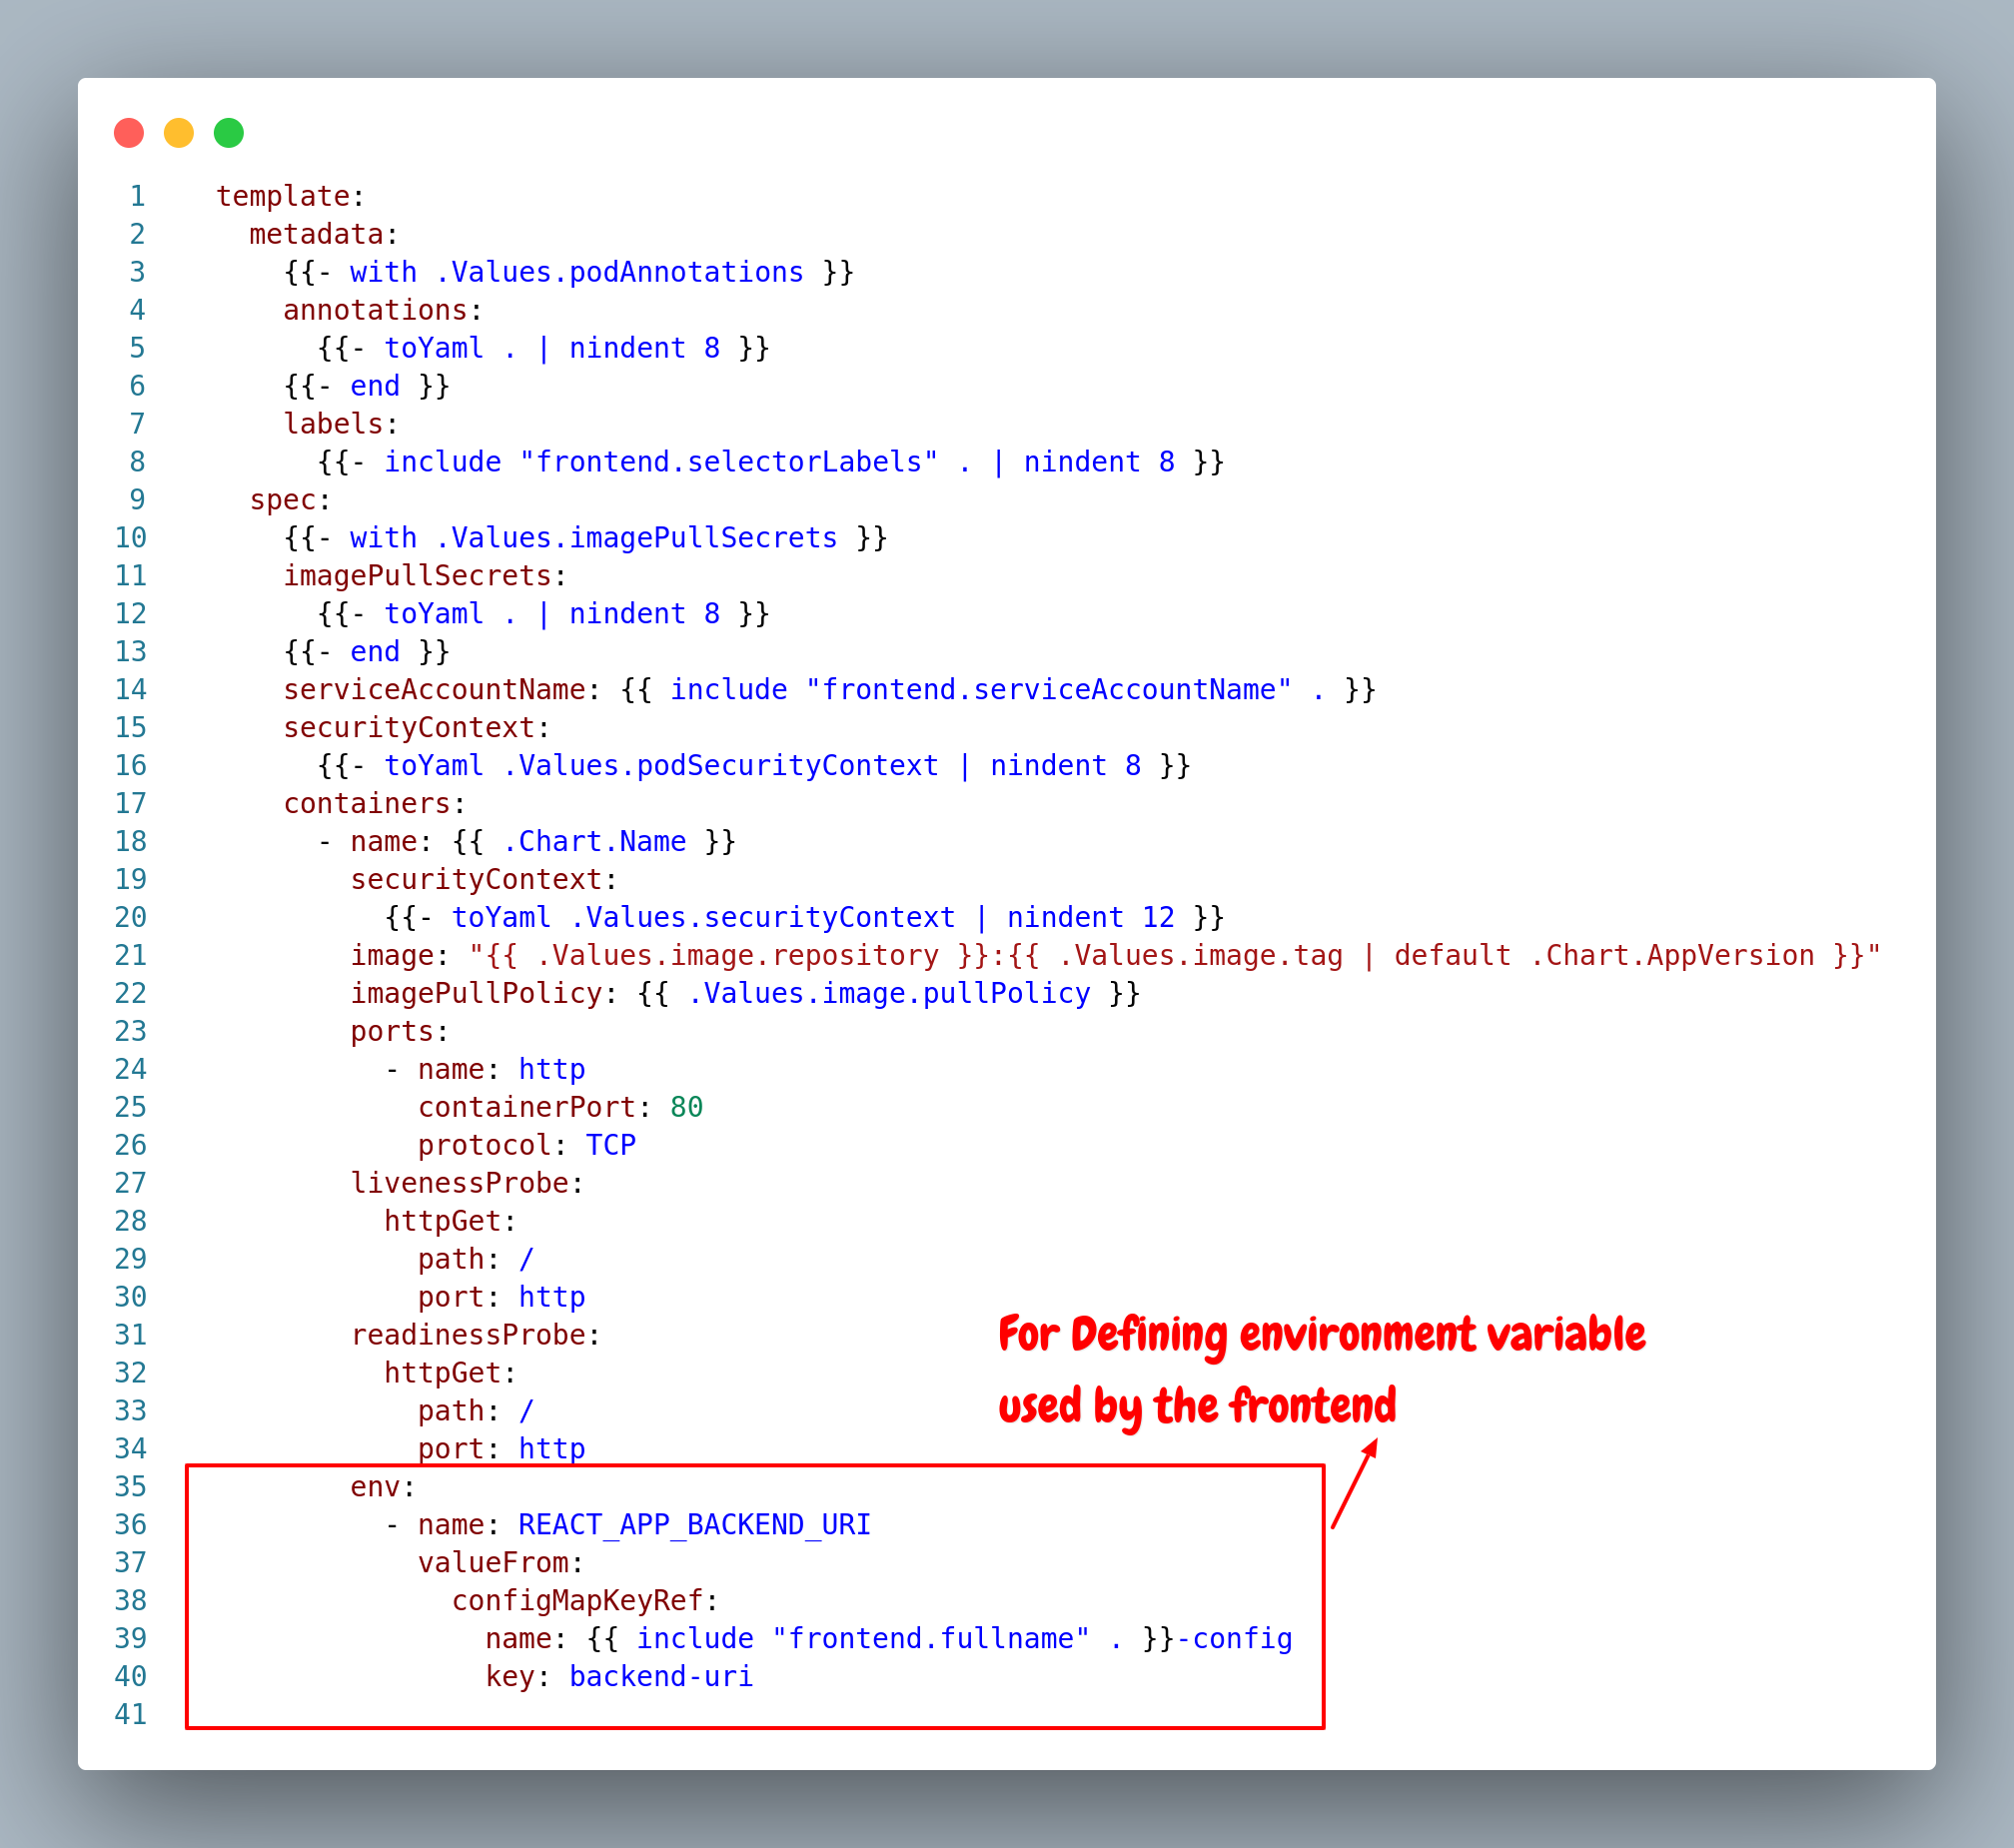 1 template:
2 metadata:
3 {{- with .Values.podAnnotations }}
4 annotations:
5 {{- toYaml . | nindent 8 }}
6 {{- end }}
7 labels:
8 {{- include "frontend.selectorLabels" . | nindent 8 }}
9 spec:
10 {{- with .Values.imagePullSecrets }}
11 imagePullSecrets:
12 {{- toYaml . | nindent 8 }}
13 {{- end }}
14 serviceAccountName: {{ include "frontend.serviceAccountName" . }}
15 securityContext:
16 {{- toYaml .Values.podSecurityContext | nindent 8 }}
17 containers:
18 - name: {{ .Chart.Name }}
19 securityContext:
20 {{- toYaml .Values.securityContext | nindent 12 }}
21 image: "{{ .Values.image.repository }}:{{ .Values.image.tag | default .Chart.AppVersion }}"
22 imagePullPolicy: {{ .Values.image.pullPolicy }}
23 ports:
24 - name: http
25 containerPort: 80
26 protocol: TCP
27 livenessProbe:
28 httpGet:
29 path: /
30 port: http
31 readinessProbe:
32 httpGet:
33 path: /
34 port: http
For Defining environment variable
used by the frontend
35 env:
36 - name: REACT_APP_BACKEND_URI
37 valueFrom:
38 configMapKeyRef:
39 name: {{ include "frontend.fullname" . }}-config
40 key: backend-uri
41